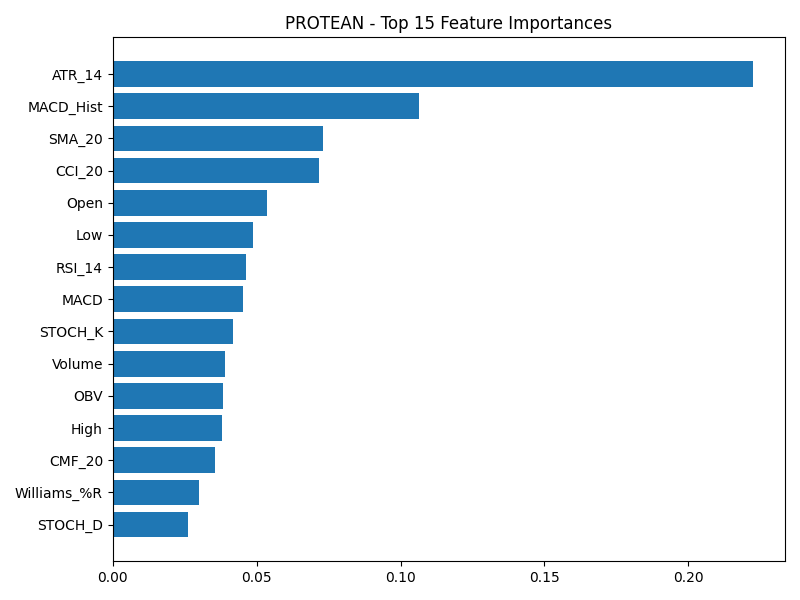 PROTEAN - Top 15 Feature Importances
ATR_14
MACD_Hist
SMA_20
CCI_20
Open
Low
RSI_14
MACD
STOCH_K
Volume
OBV
High
CMF_20
Williams_%R
STOCH_D
0.00 0.05 0.10 0.15 0.20